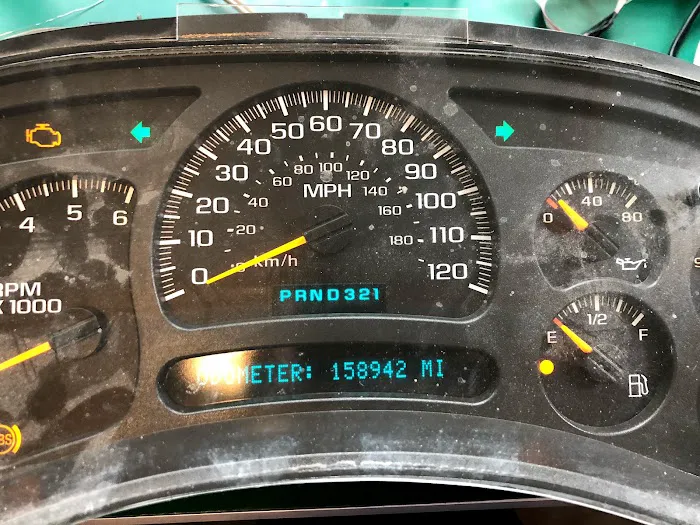 4 5 6
RPM
X 1000
0 10 20 30 40 50 60 70 80 90 100 110 120
20 40 60 80 100 120 140 160 180
MPH
km/h
PRND321
ODOMETER: 158942 MI
0 40 80
E 1/2 F